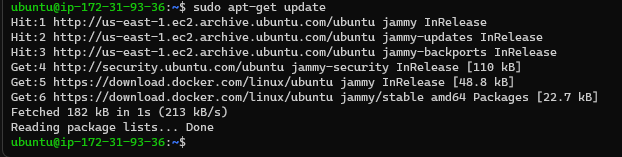 ubuntu@ip-172-31-93-36:~$ sudo apt-get update
Hit:1 http://us-east-1.ec2.archive.ubuntu.com/ubuntu jammy InRelease
Hit:2 http://us-east-1.ec2.archive.ubuntu.com/ubuntu jammy-updates InRelease
Hit:3 http://us-east-1.ec2.archive.ubuntu.com/ubuntu jammy-backports InRelease
Get:4 http://security.ubuntu.com/ubuntu jammy-security InRelease [110 kB]
Get:5 https://download.docker.com/linux/ubuntu jammy InRelease [48.8 kB]
Get:6 https://download.docker.com/linux/ubuntu jammy/stable amd64 Packages [22.7 kB]
Fetched 182 kB in 1s (213 kB/s)
Reading package lists... Done
ubuntu@ip-172-31-93-36:~$